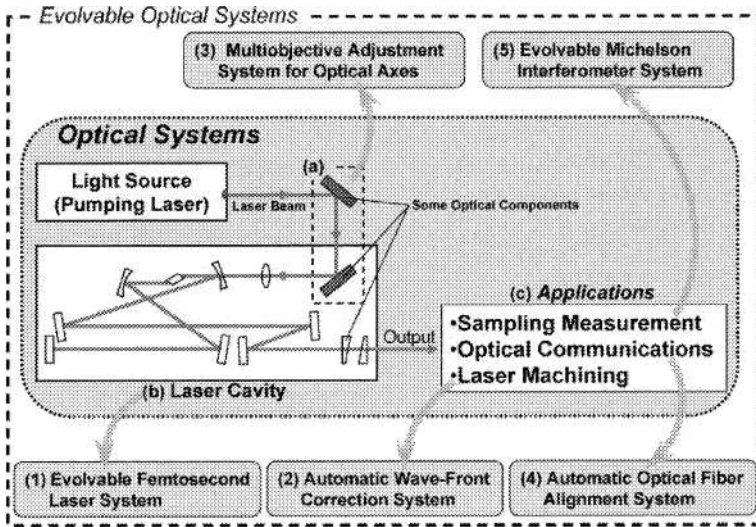 Evolvable Optical Systems
(3) Multiobjective Adjustment
System for Optical Axes
(5) Evolvable Michelson
Interferometer System
Optical Systems
(a)
Light Source
(Pumping Laser)
Laser Beam
Some Optical Components
(c) Applications
•Sampling Measurement
•Optical Communications
•Laser Machining
Output
(b) Laser Cavity
(1) Evolvable Femtosecond
Laser System
(2) Automatic Wave-Front
Correction System
(4) Automatic Optical Fiber
Alignment System